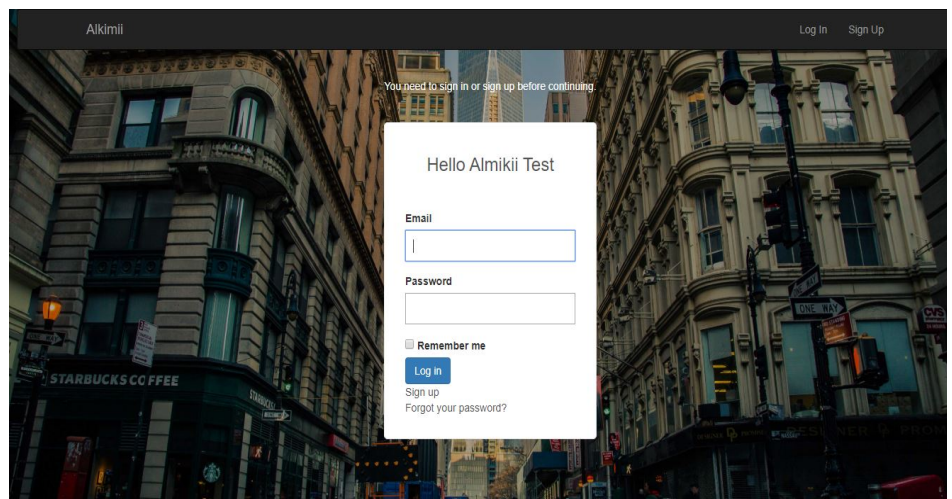 Alkimii
Log In Sign Up
You need to sign in or sign up before continuing.
Hello Almikii Test
Email
Password
Remember me
Log in
Sign up
Forgot your password?
STARBUCKS COFFEE
ONE WAY
CVS